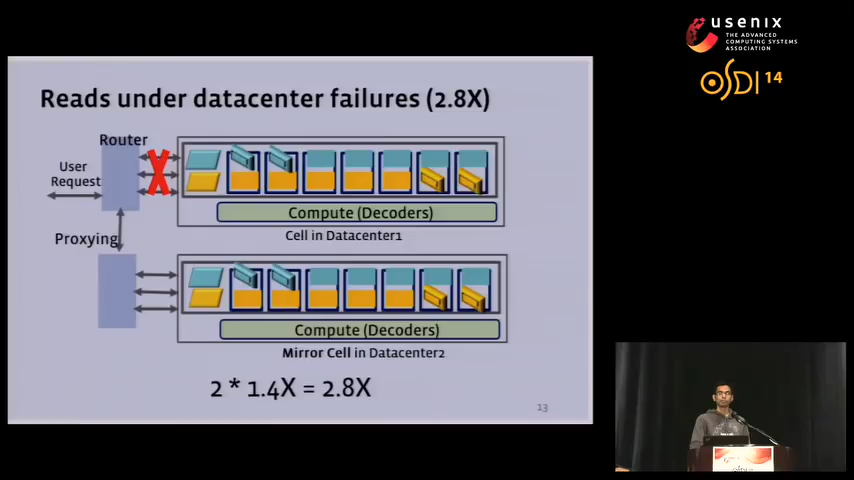 usenix
THE ADVANCED
COMPUTING SYSTEMS
ASSOCIATION
OSDI 14
Reads under datacenter failures (2.8X)
Router
User
Request
Compute (Decoders)
Cell in Datacenter1
Proxying
Compute (Decoders)
Mirror Cell in Datacenter2
2 * 1.4X = 2.8X
13